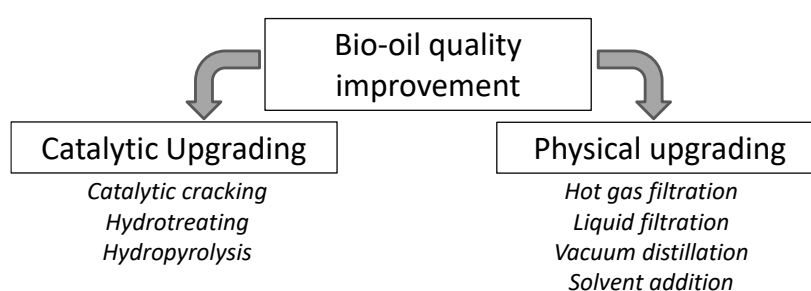 Bio-oil quality
improvement
Catalytic Upgrading
Catalytic cracking
Hydrotreating
Hydropyrolysis
Physical upgrading
Hot gas filtration
Liquid filtration
Vacuum distillation
Solvent addition